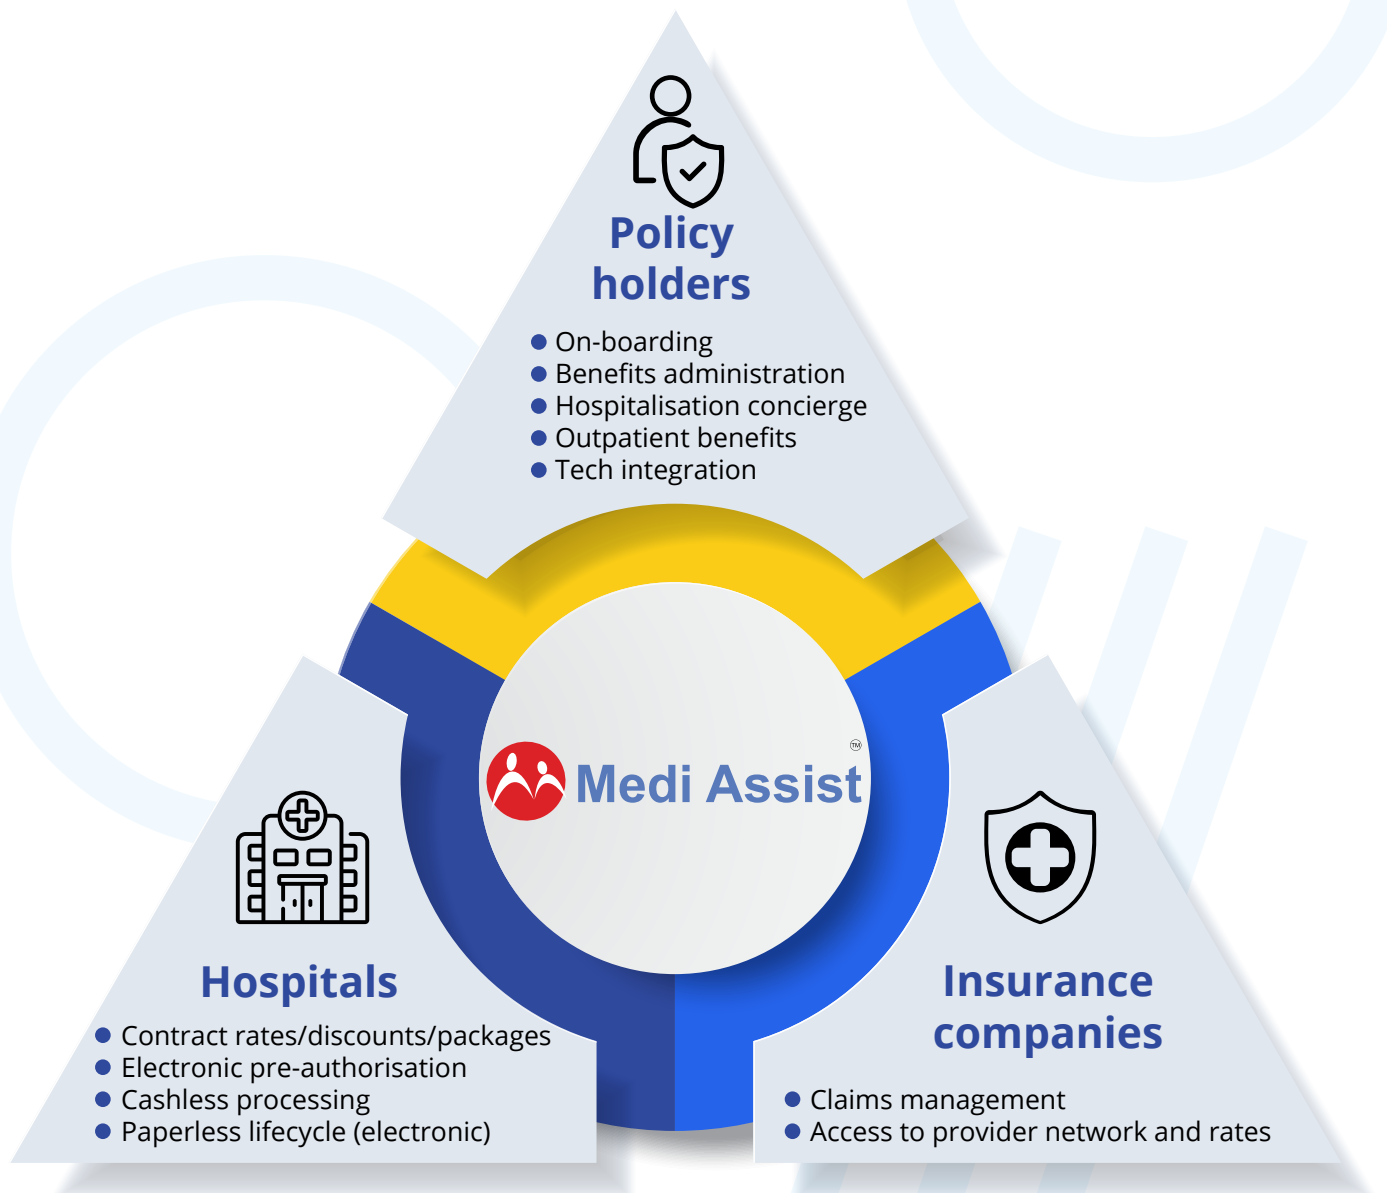 Policy
holders
On-boarding
Benefits administration
Hospitalisation concierge
Outpatient benefits
Tech integration
Medi Assist
TM
Hospitals
Contract rates/discounts/packages
Electronic pre-authorisation
Cashless processing
Paperless lifecycle (electronic)
Insurance
companies
Claims management
Access to provider network and rates